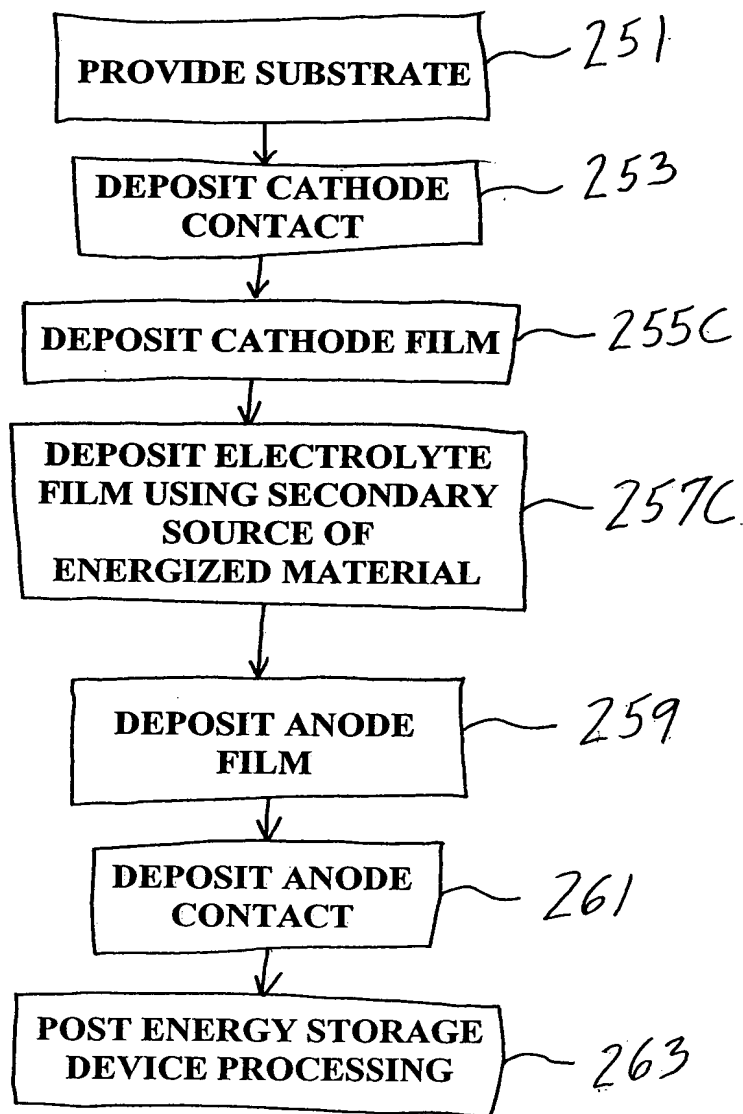 PROVIDE SUBSTRATE
251
DEPOSIT CATHODE
CONTACT
253
DEPOSIT CATHODE FILM
255C
DEPOSIT ELECTROLYTE
FILM USING SECONDARY
SOURCE OF
ENERGIZED MATERIAL
257C
DEPOSIT ANODE
FILM
259
DEPOSIT ANODE
CONTACT
261
POST ENERGY STORAGE
DEVICE PROCESSING
263